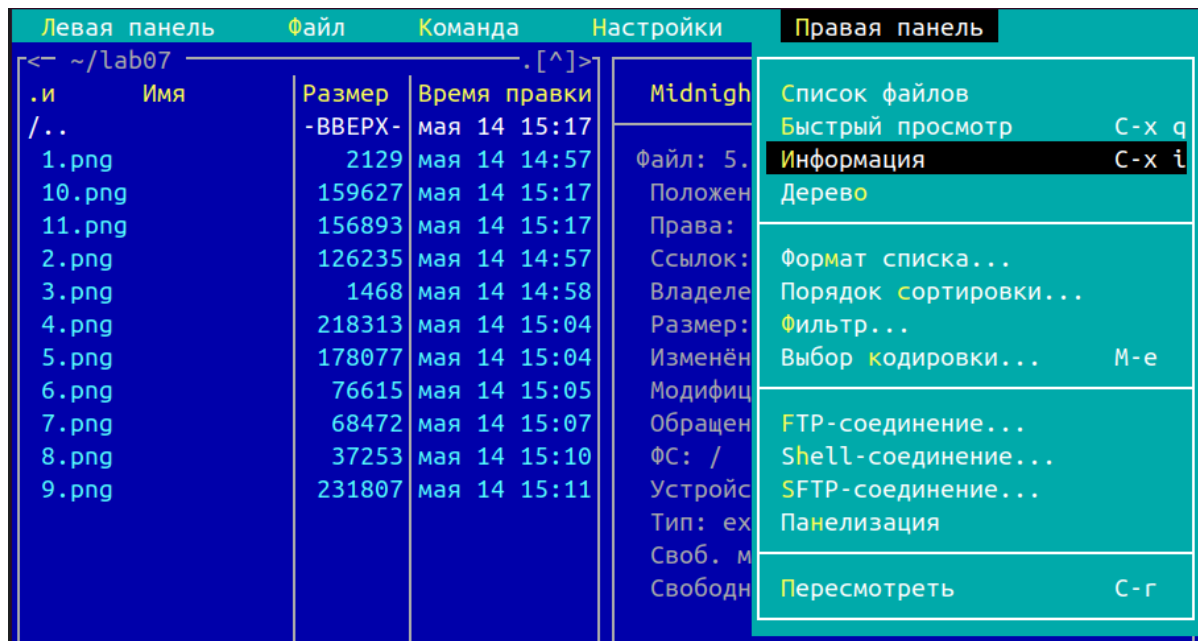 Левая панель Файл Команда Настройки Правая панель
<— ~/lab07 .[^]>
.и Имя Размер Время правки
/.. -ВВЕРХ- мая 14 15:17
1.png 2129 мая 14 14:57
10.png 159627 мая 14 15:17
11.png 156893 мая 14 15:17
2.png 126235 мая 14 14:57
3.png 1468 мая 14 14:58
4.png 218313 мая 14 15:04
5.png 178077 мая 14 15:04
6.png 76615 мая 14 15:05
7.png 68472 мая 14 15:07
8.png 37253 мая 14 15:10
9.png 231807 мая 14 15:11
Midnigh
Файл: 5.
Положен
Права:
Ссылок:
Владеле
Размер:
Изменён
Модифиц
Обращен
ФС: /
Устройс
Тип: ex
Своб. м
Свободн
Список файлов
Быстрый просмотр C-x q
Информация C-x i
Дерево
Формат списка...
Порядок сортировки...
Фильтр...
Выбор кодировки... M-e
FTP-соединение...
Shell-соединение...
SFTP-соединение...
Панелизация
Пересмотреть C-r